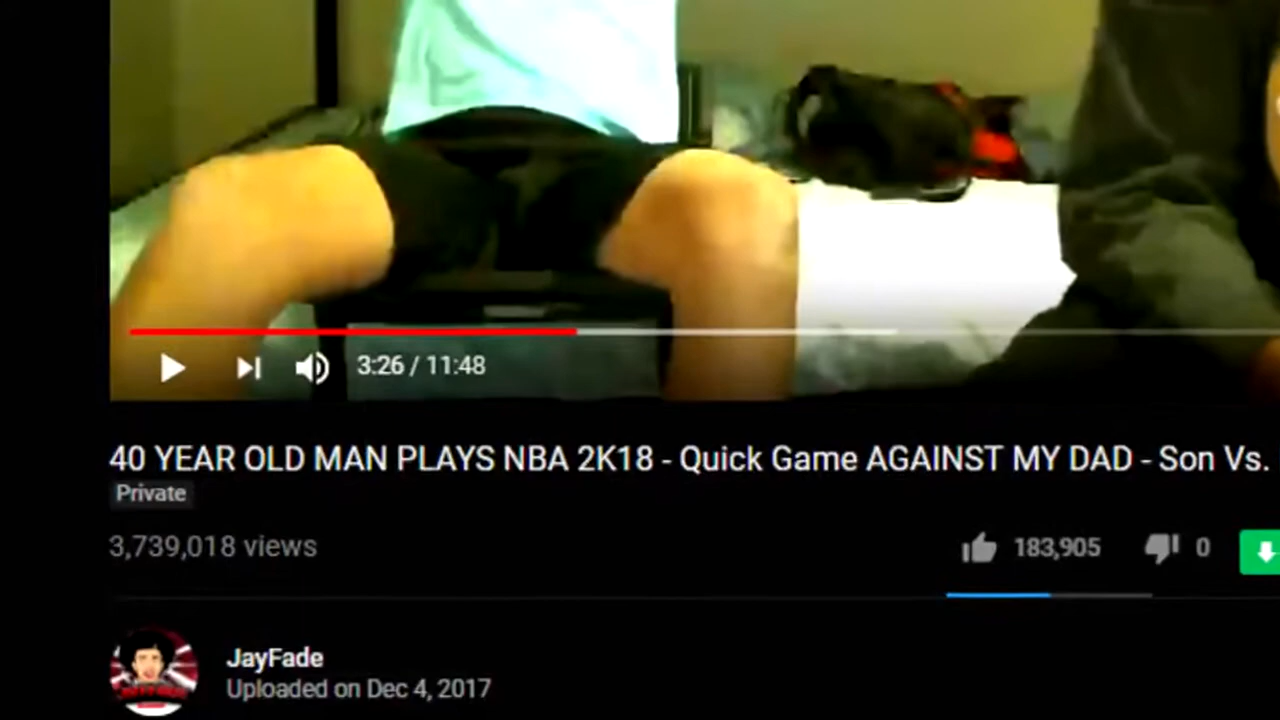 3:26 / 11:48
40 YEAR OLD MAN PLAYS NBA 2K18 - Quick Game AGAINST MY DAD - Son Vs.
Private
3,739,018 views
183,905
0
JayFade
Uploaded on Dec 4, 2017